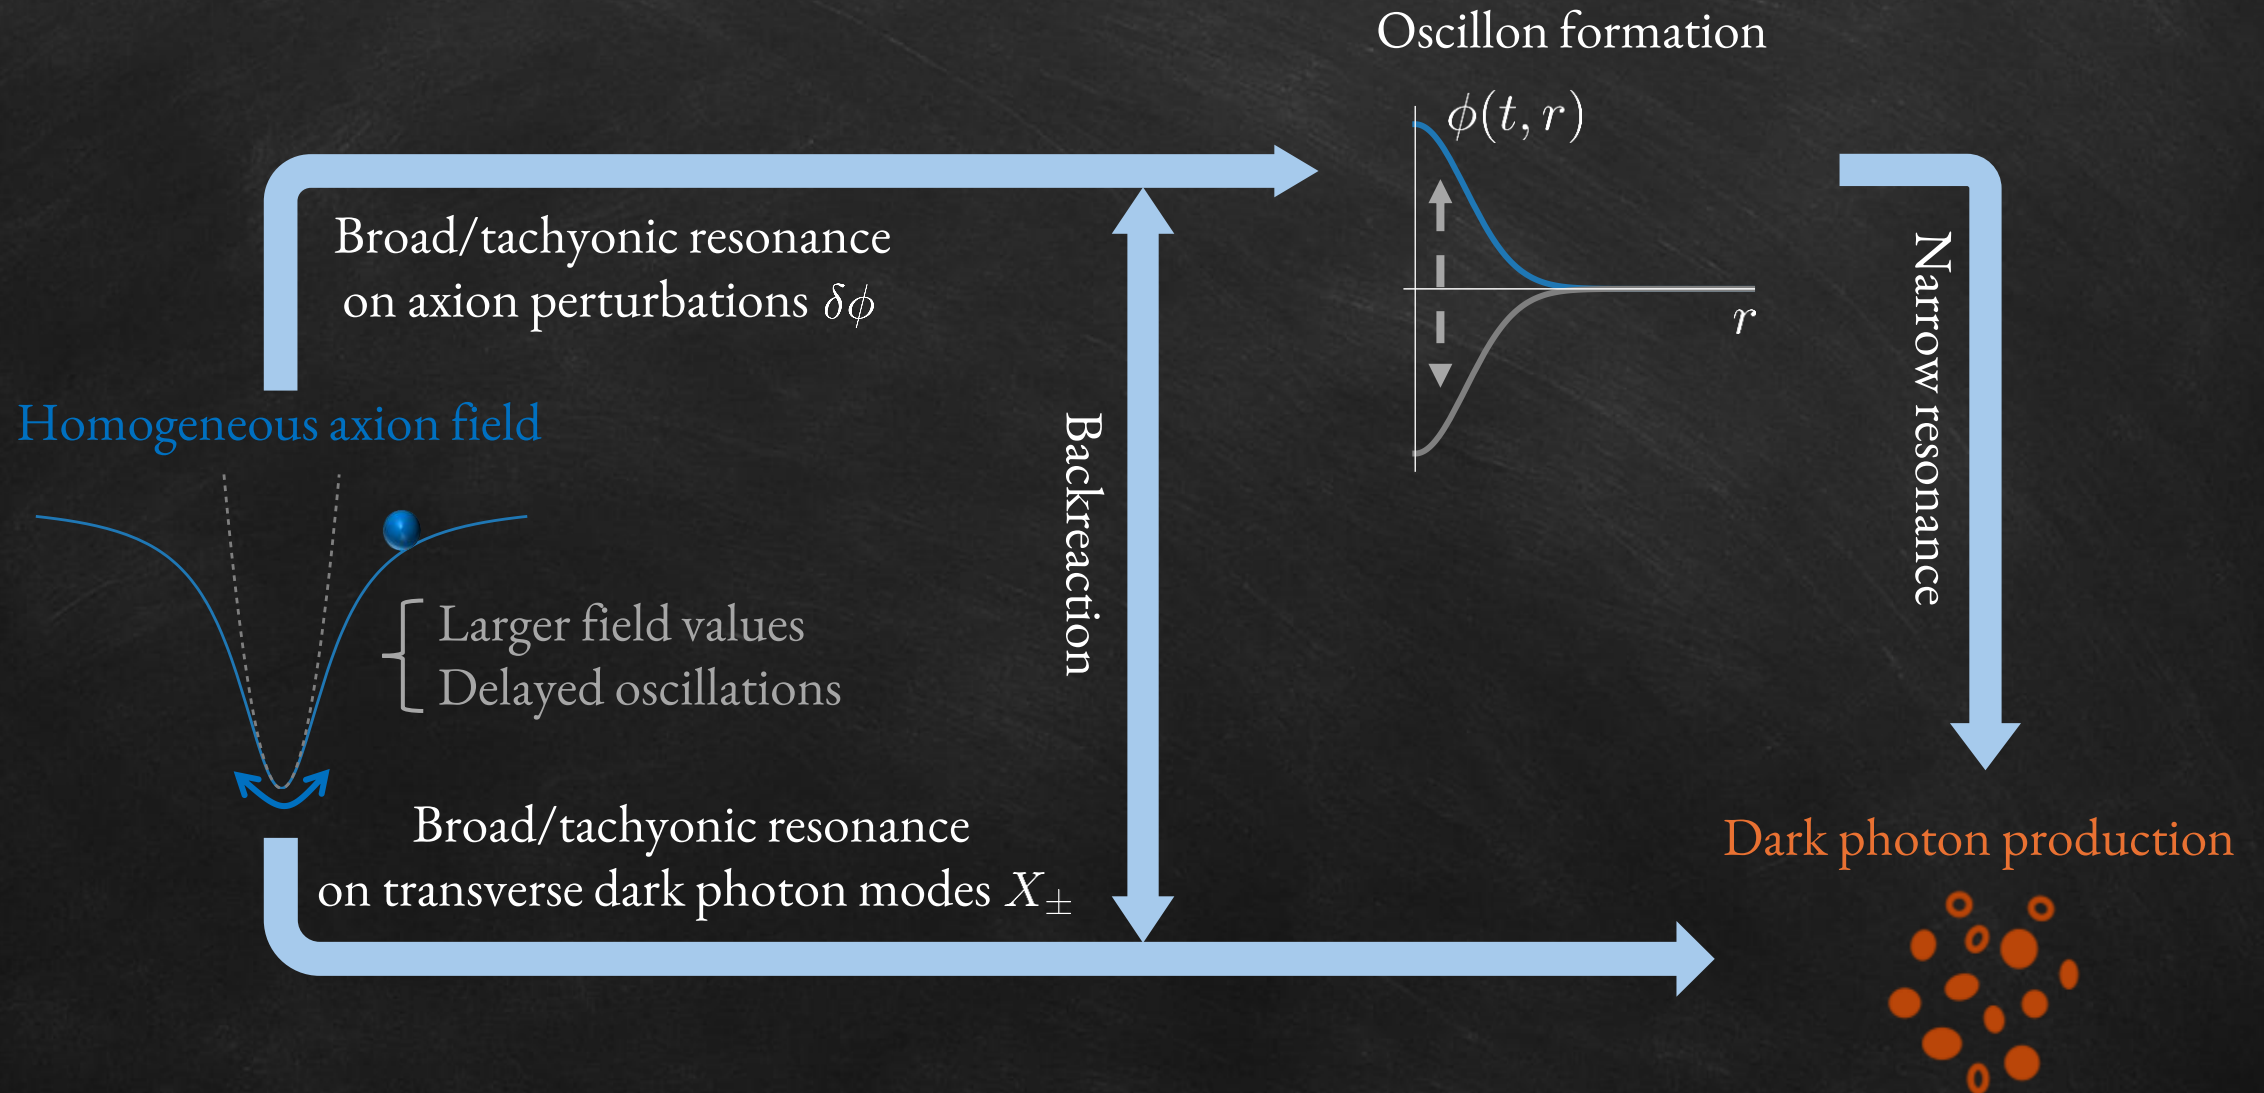 Oscillon formation
ϕ(t, r)
r
Broad/tachyonic resonance
on axion perturbations δϕ
Narrow resonance
Homogeneous axion field
Backreaction
Larger field values
Delayed oscillations
Broad/tachyonic resonance
on transverse dark photon modes X±
Dark photon production